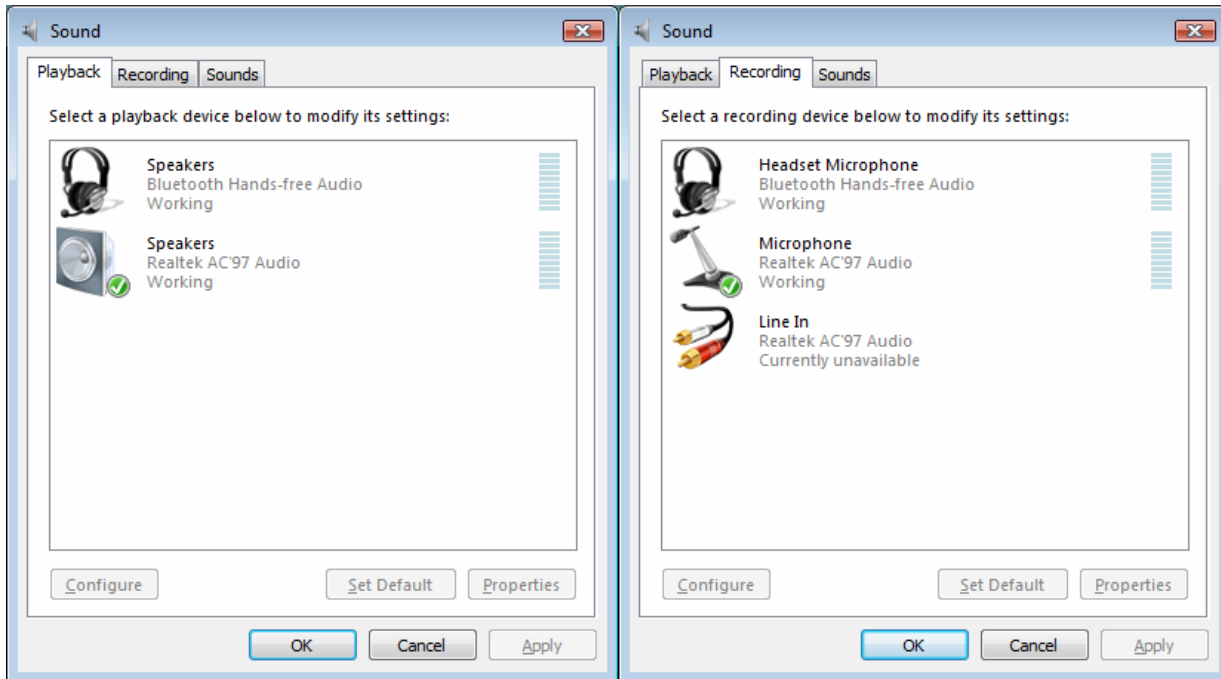 Sound
Playback Recording Sounds
Select a playback device below to modify its settings:
Speakers
Bluetooth Hands-free Audio
Working
Speakers
Realtek AC'97 Audio
Working
Configure Set Default Properties
OK Cancel Apply
Sound
Playback Recording Sounds
Select a recording device below to modify its settings:
Headset Microphone
Bluetooth Hands-free Audio
Working
Microphone
Realtek AC'97 Audio
Working
Line In
Realtek AC'97 Audio
Currently unavailable
Configure Set Default Properties
OK Cancel Apply